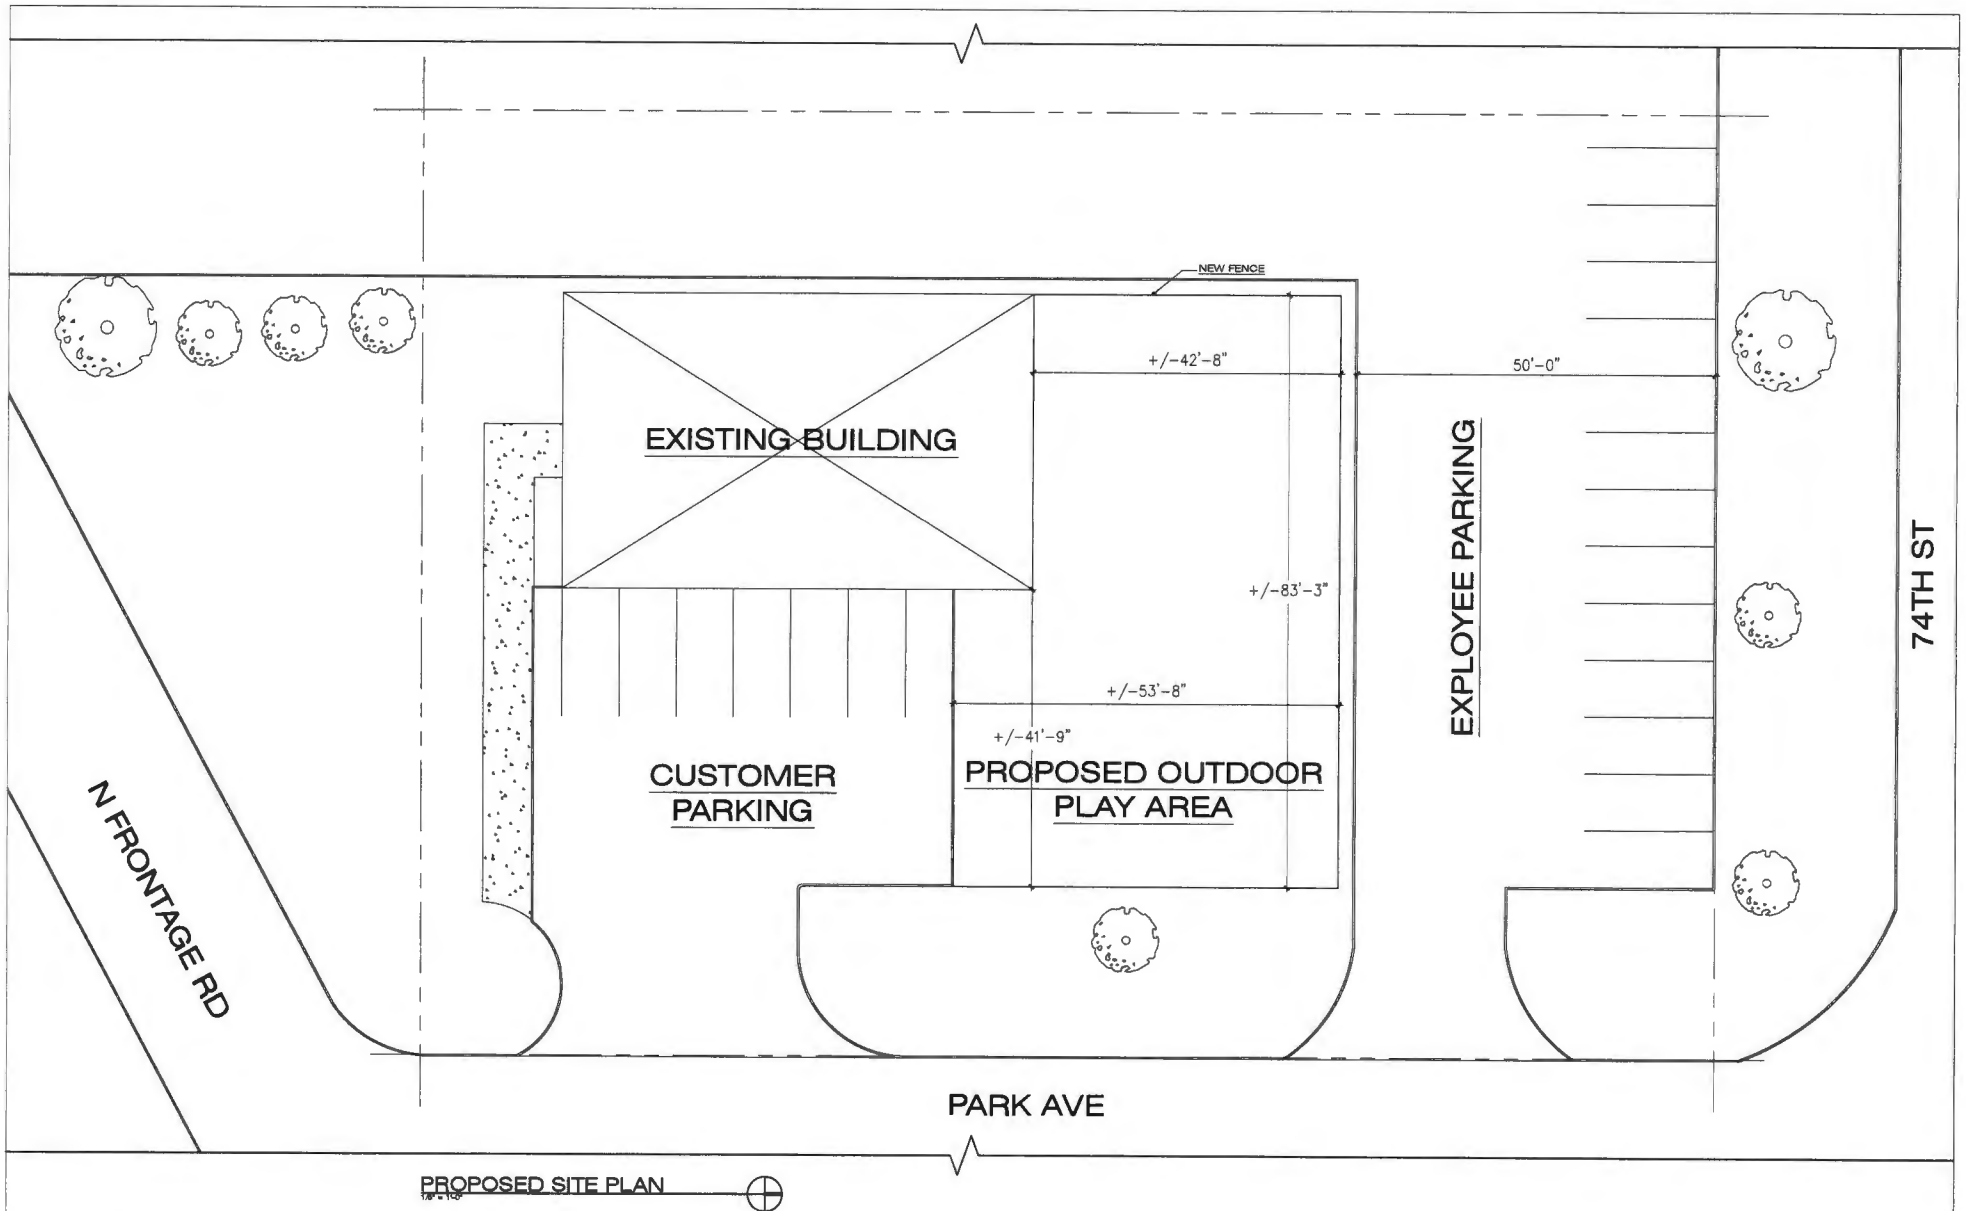 NEW FENCE
+/-42'-8"
50'-0"
EXISTING BUILDING
EXPLOYEE PARKING
74TH ST
+/-83'-3"
+/-53'-8"
+/-41'-9"
CUSTOMER
PARKING
PROPOSED OUTDOOR
PLAY AREA
N FRONTAGE RD
PARK AVE
PROPOSED SITE PLAN